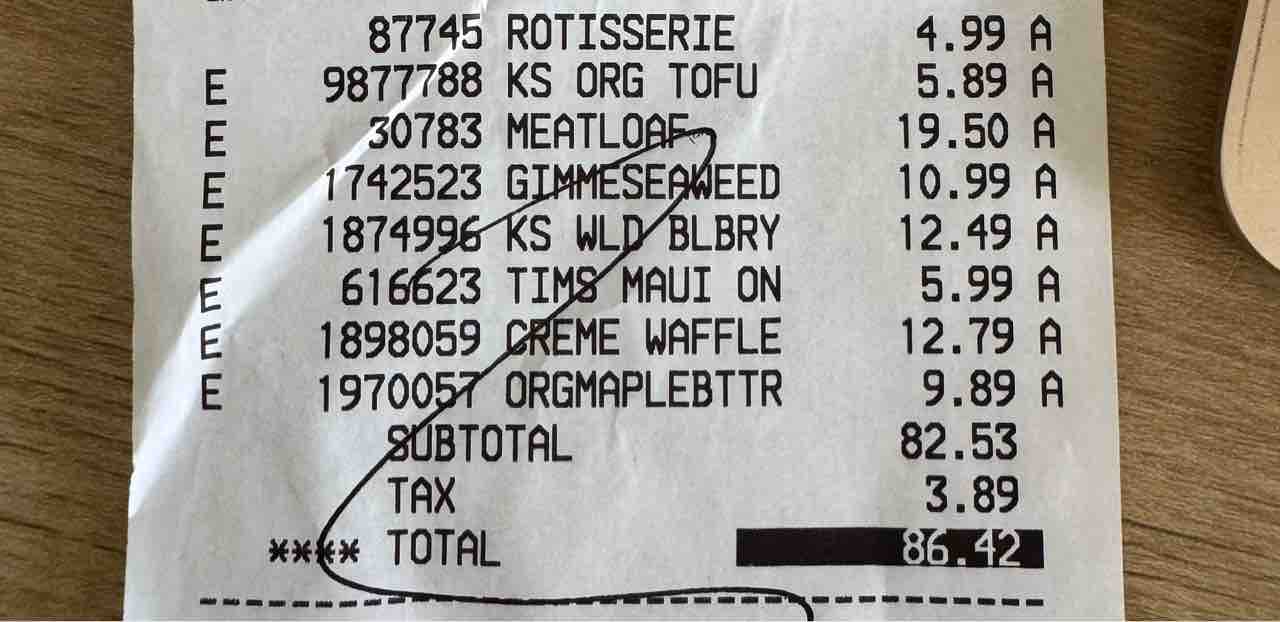 87745 ROTISSERIE 4.99 A
E 9877788 KS ORG TOFU 5.89 A
E 30783 MEATLOAF 19.50 A
E 1742523 GIMMESEAWEED 10.99 A
E 1874996 KS WLD BLBRY 12.49 A
E 616623 TIMS MAUI ON 5.99 A
E 1898059 CREME WAFFLE 12.79 A
E 1970057 ORGMAPLEBTTR 9.89 A
SUBTOTAL 82.53
TAX 3.89
**** TOTAL 86.42